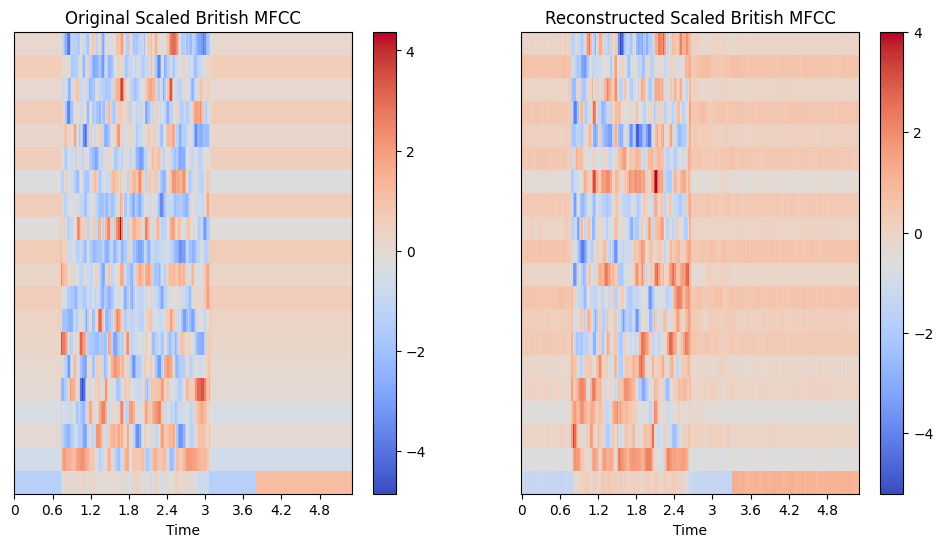 Original Scaled British MFCC
Reconstructed Scaled British MFCC
4
2
0
−2
−4
4
2
0
−2
−4
0 0.6 1.2 1.8 2.4 3 3.6 4.2 4.8
0 0.6 1.2 1.8 2.4 3 3.6 4.2 4.8
Time
Time